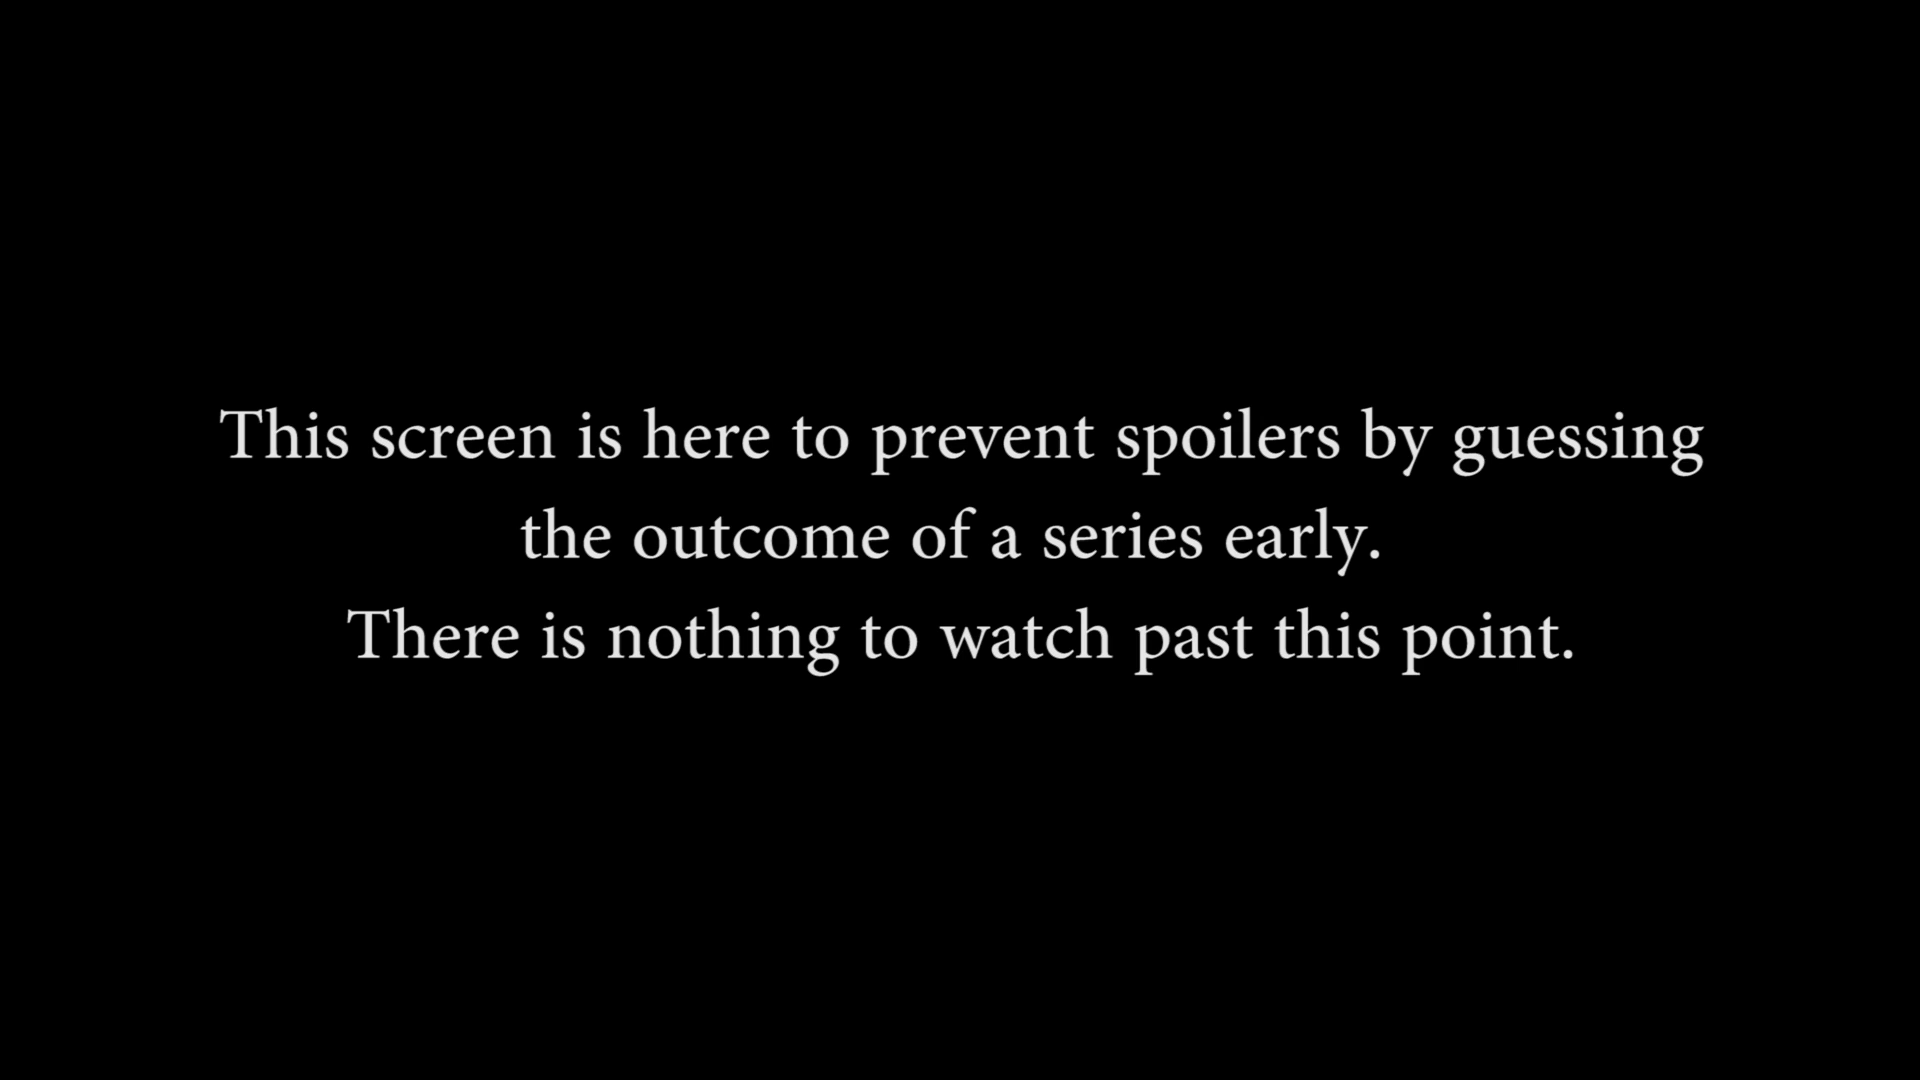 This screen is here to prevent spoilers by guessing
the outcome of a series early.
There is nothing to watch past this point.